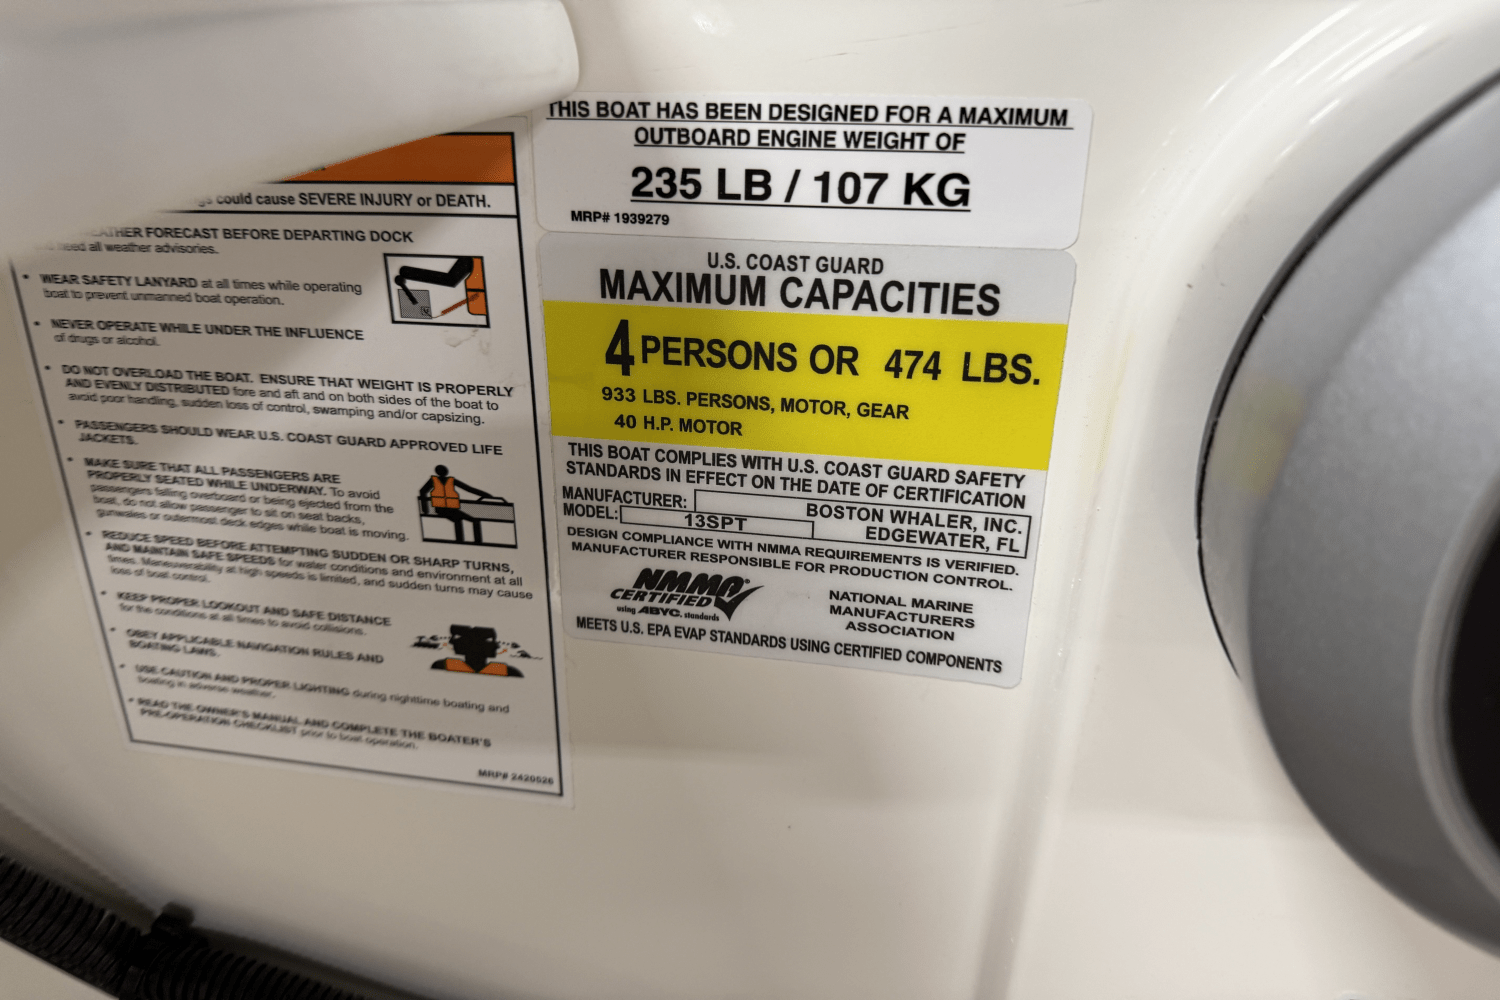 could cause SEVERE INJURY or DEATH.
FORECAST BEFORE DEPARTING DOCK
all weather advisories.
• WEAR SAFETY LANYARD at all times while operating
boat to prevent unmanned boat operation.
• NEVER OPERATE WHILE UNDER THE INFLUENCE
of drugs or alcohol.
• DO NOT OVERLOAD THE BOAT. ENSURE THAT WEIGHT IS PROPERLY
AND EVENLY DISTRIBUTED fore and aft and on both sides of the boat to
avoid poor handling, sudden loss of control, swamping and/or capsizing.
• PASSENGERS SHOULD WEAR U.S. COAST GUARD APPROVED LIFE
JACKETS.
• MAKE SURE THAT ALL PASSENGERS ARE
PROPERLY SEATED WHILE UNDERWAY. To avoid
passengers falling overboard or being ejected from the
boat, do not allow passenger to sit on seat backs,
gunwales or outermost deck edges while boat is moving.
• REDUCE SPEED BEFORE ATTEMPTING SUDDEN OR SHARP TURNS,
AND MAINTAIN SAFE SPEEDS for water conditions and environment at all
times. Maneuverability at high speeds is limited, and sudden turns may cause
loss of boat control.
• KEEP PROPER LOOKOUT AND SAFE DISTANCE
for the conditions at all times to avoid collisions.
• OBEY APPLICABLE NAVIGATION RULES AND
BOATING LAWS.
• USE CAUTION AND PROPER LIGHTING during nighttime boating and
boating in adverse weather.
• READ THE OWNER'S MANUAL AND COMPLETE THE BOATER'S
PRE-OPERATION CHECKLIST prior to boat operation.
MRP# 2420526
THIS BOAT HAS BEEN DESIGNED FOR A MAXIMUM
OUTBOARD ENGINE WEIGHT OF
235 LB / 107 KG
MRP# 1939279
U.S. COAST GUARD
MAXIMUM CAPACITIES
4 PERSONS OR 474 LBS.
933 LBS. PERSONS, MOTOR, GEAR
40 H.P. MOTOR
THIS BOAT COMPLIES WITH U.S. COAST GUARD SAFETY
STANDARDS IN EFFECT ON THE DATE OF CERTIFICATION
MANUFACTURER: BOSTON WHALER, INC.
MODEL: 13SPT EDGEWATER, FL
DESIGN COMPLIANCE WITH NMMA REQUIREMENTS IS VERIFIED.
MANUFACTURER RESPONSIBLE FOR PRODUCTION CONTROL.
NMMA®
CERTIFIED
using ABYC. standards
NATIONAL MARINE
MANUFACTURERS
ASSOCIATION
MEETS U.S. EPA EVAP STANDARDS USING CERTIFIED COMPONENTS